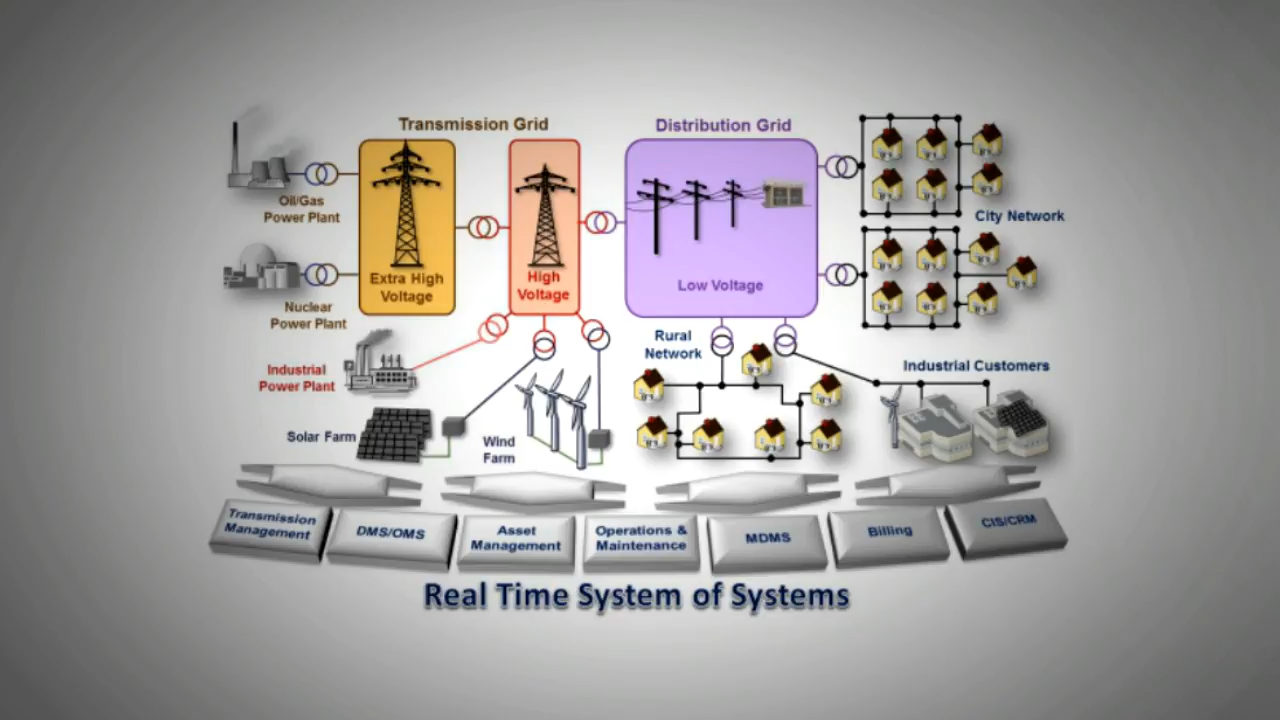 Transmission Grid
Distribution Grid
Oil/Gas
Power Plant
City Network
Extra High
Voltage
High
Voltage
Low Voltage
Nuclear
Power Plant
Rural
Network
Industrial Customers
Industrial
Power Plant
Solar Farm
Wind
Farm
Transmission
Management
DMS/OMS
Asset
Management
Operations &
Maintenance
MDMS
Billing
CIS/CRM
Real Time System of Systems